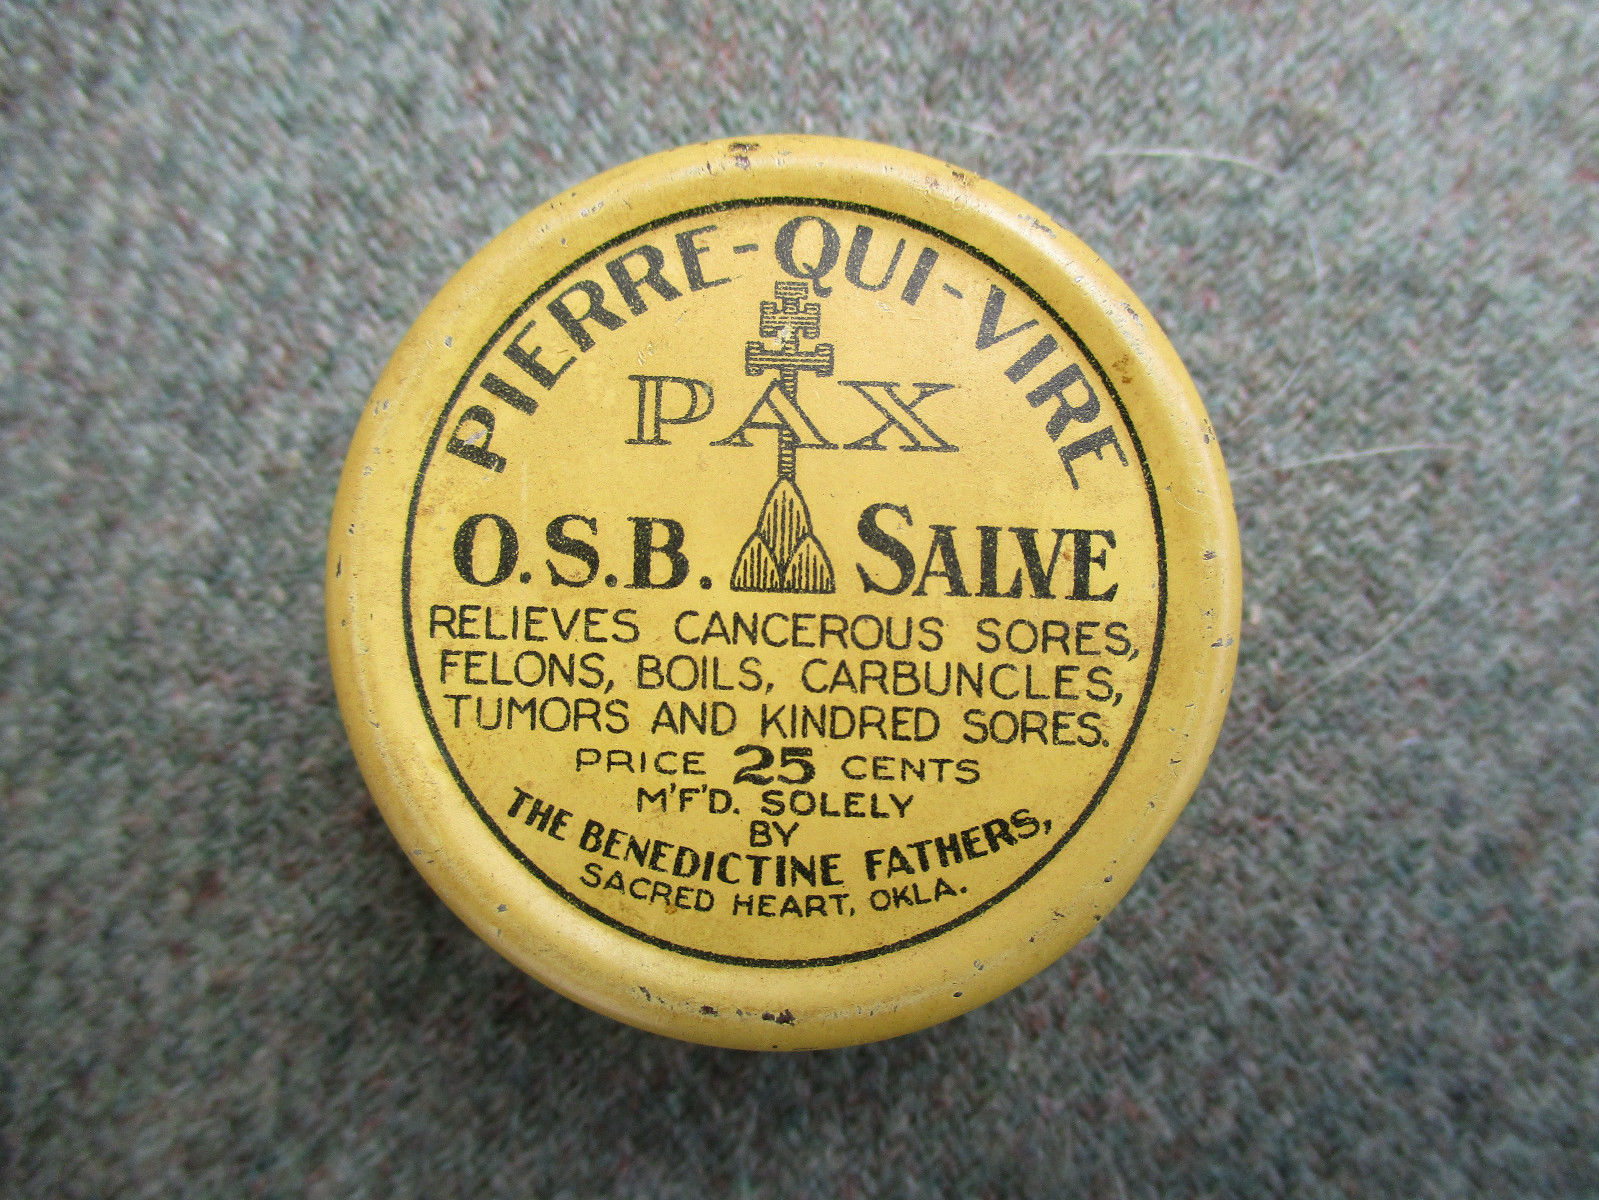 PIERRE-QUI-VIRE
PAX
O.S.B. SALVE
RELIEVES CANCEROUS SORES,
FELONS, BOILS, CARBUNCLES,
TUMORS AND KINDRED SORES.
PRICE 25 CENTS
M'F'D. SOLELY
BY
THE BENEDICTINE FATHERS,
SACRED HEART, OKLA.